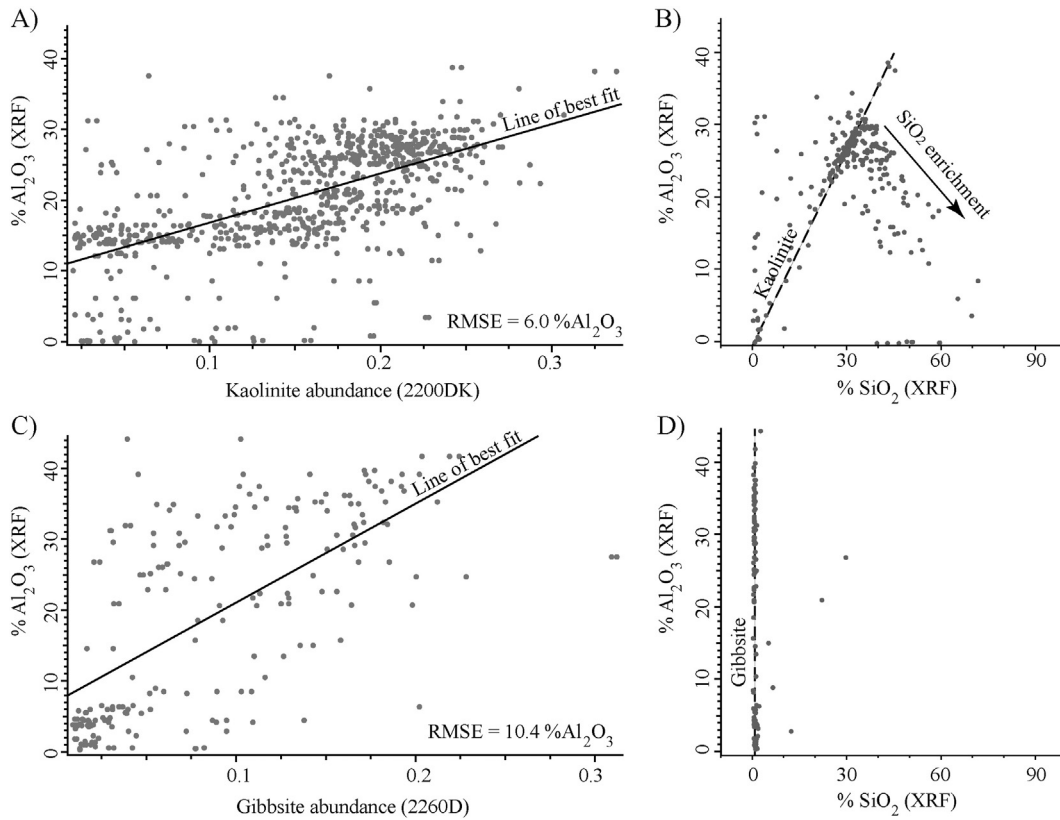 A)
40
30
20
10
0
% Al₂O₃ (XRF)
Line of best fit
RMSE = 6.0 %Al₂O₃
0.1
0.2
0.3
Kaolinite abundance (2200DK)
B)
40
30
20
10
0
% Al₂O₃ (XRF)
SiO₂ enrichment
Kaolinite
0
30
60
90
% SiO₂ (XRF)
C)
40
30
20
10
0
% Al₂O₃ (XRF)
Line of best fit
RMSE = 10.4 %Al₂O₃
0.1
0.2
0.3
Gibbsite abundance (2260D)
D)
40
30
20
10
0
% Al₂O₃ (XRF)
Gibbsite
0
30
60
90
% SiO₂ (XRF)